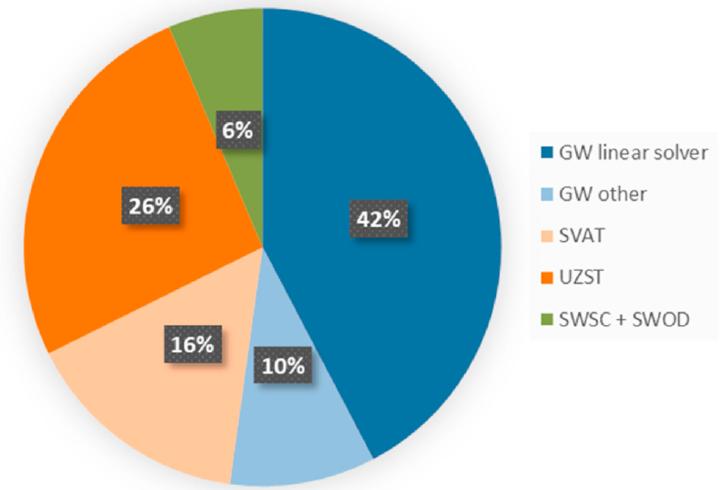 6%
26%
42%
16%
10%
GW linear solver
GW other
SVAT
UZST
SWSC + SWOD